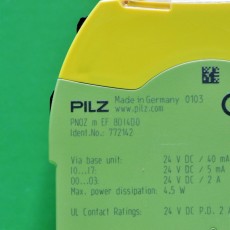 PILZ Made in Germany 0103
www.pilz.com
PNOZ m EF 8DI4DO
Ident.No.: 772142
Via base unit: 24 V DC / 40 mA
I0...I7: 24 V DC / 5 mA
O0...O3: 24 V DC / 2 A
Max. power dissipation: 4,5 W
UL Contact Ratings: 24 V DC P.D. 2 A